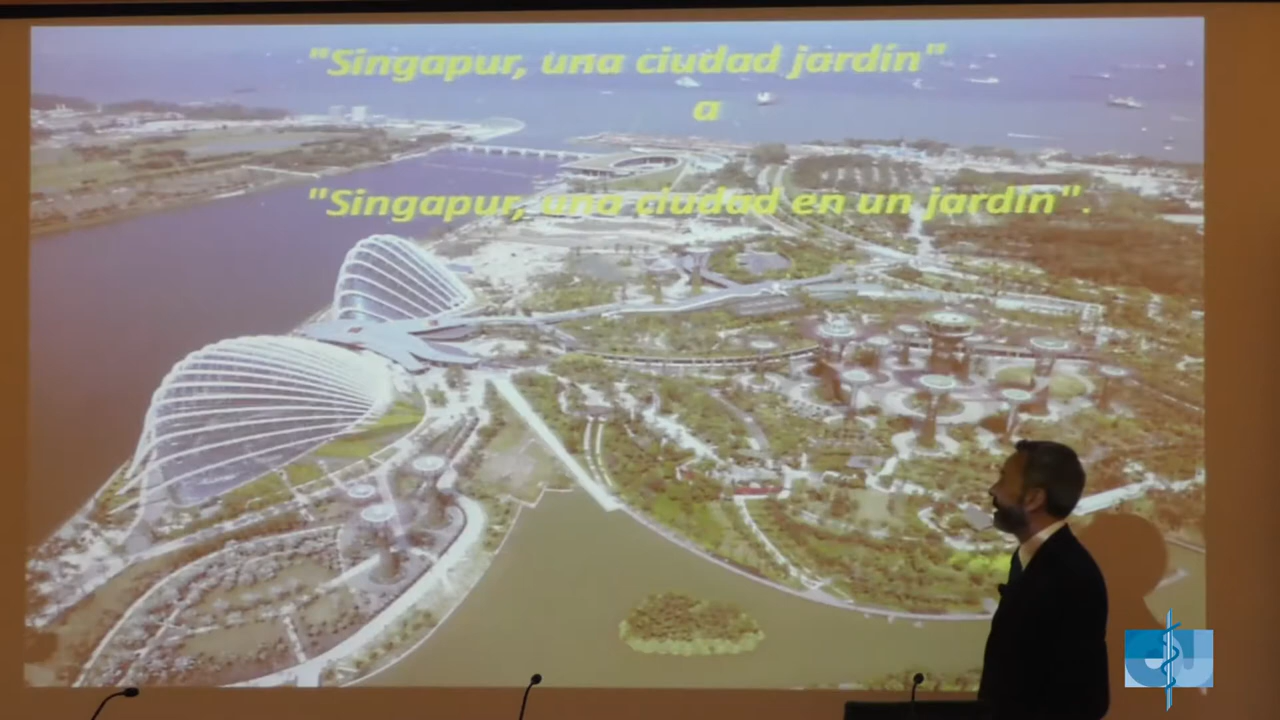 "Singapur, una ciudad jardín"
a
"Singapur, una ciudad en un jardín".